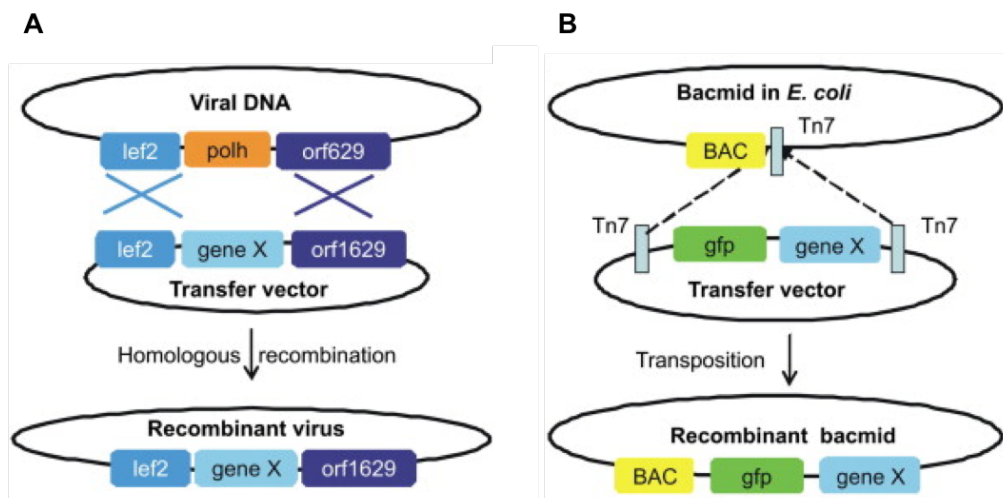 A
Viral DNA
lef2 polh orf629
lef2 gene X orf1629
Transfer vector
Homologous recombination
Recombinant virus
lef2 gene X orf1629
B
Bacmid in E. coli
Tn7
BAC
Tn7 Tn7
gfp gene X
Transfer vector
Transposition
Recombinant bacmid
BAC gfp gene X